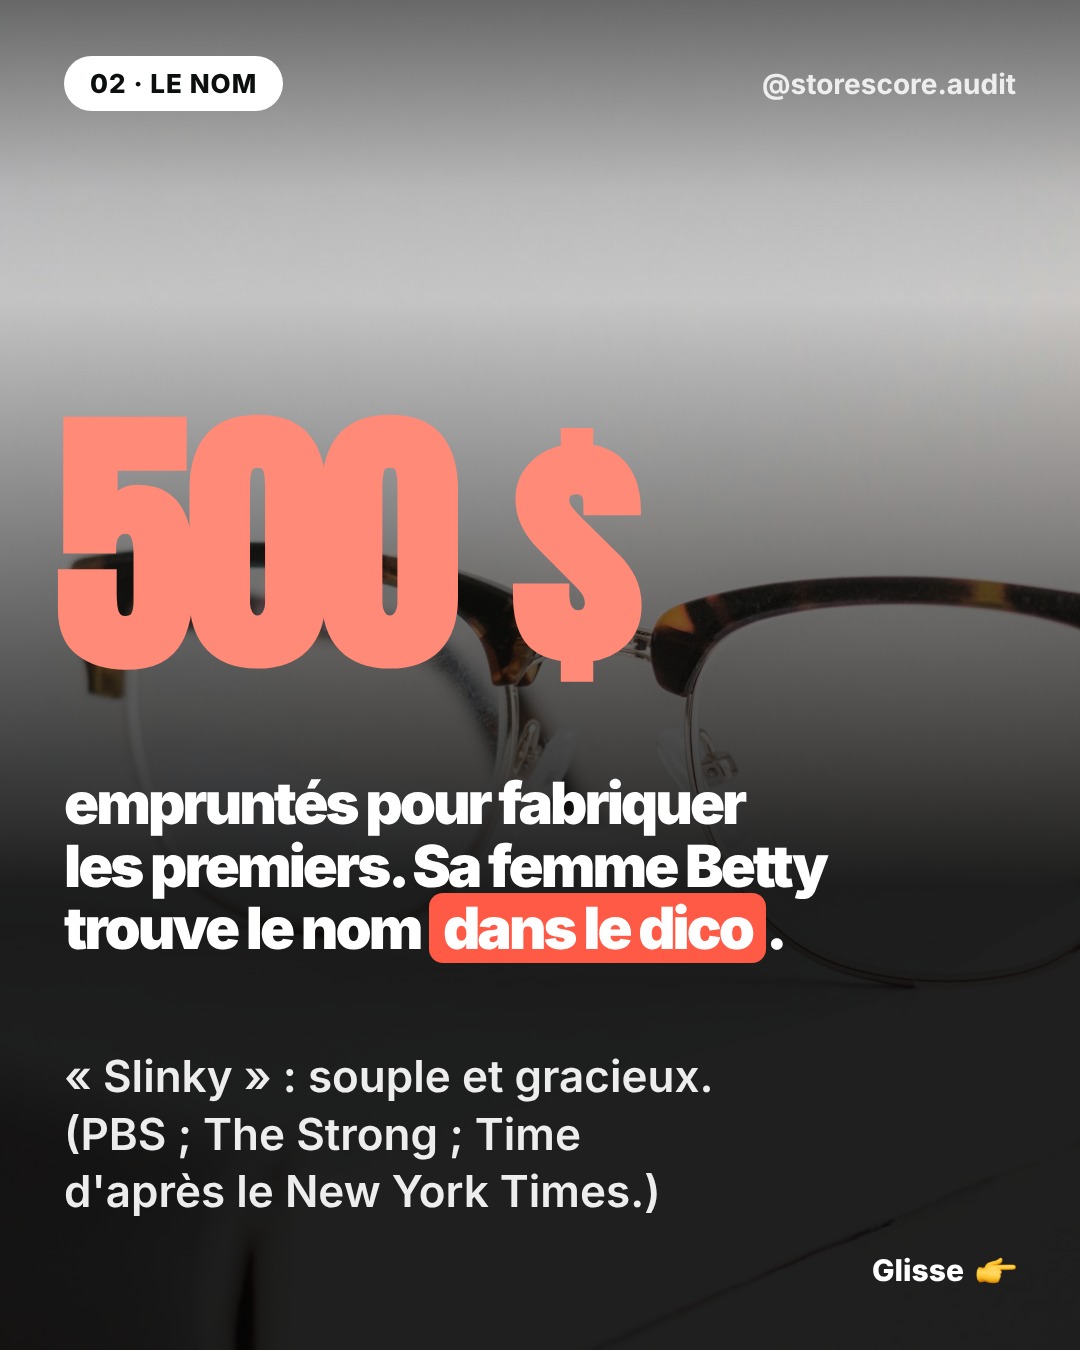 02 · LE NOM
@storescore.audit
500 $
empruntés pour fabriquer
les premiers. Sa femme Betty
trouve le nom dans le dico.
« Slinky » : souple et gracieux.
(PBS ; The Strong ; Time
d'après le New York Times.)
Glisse 👉